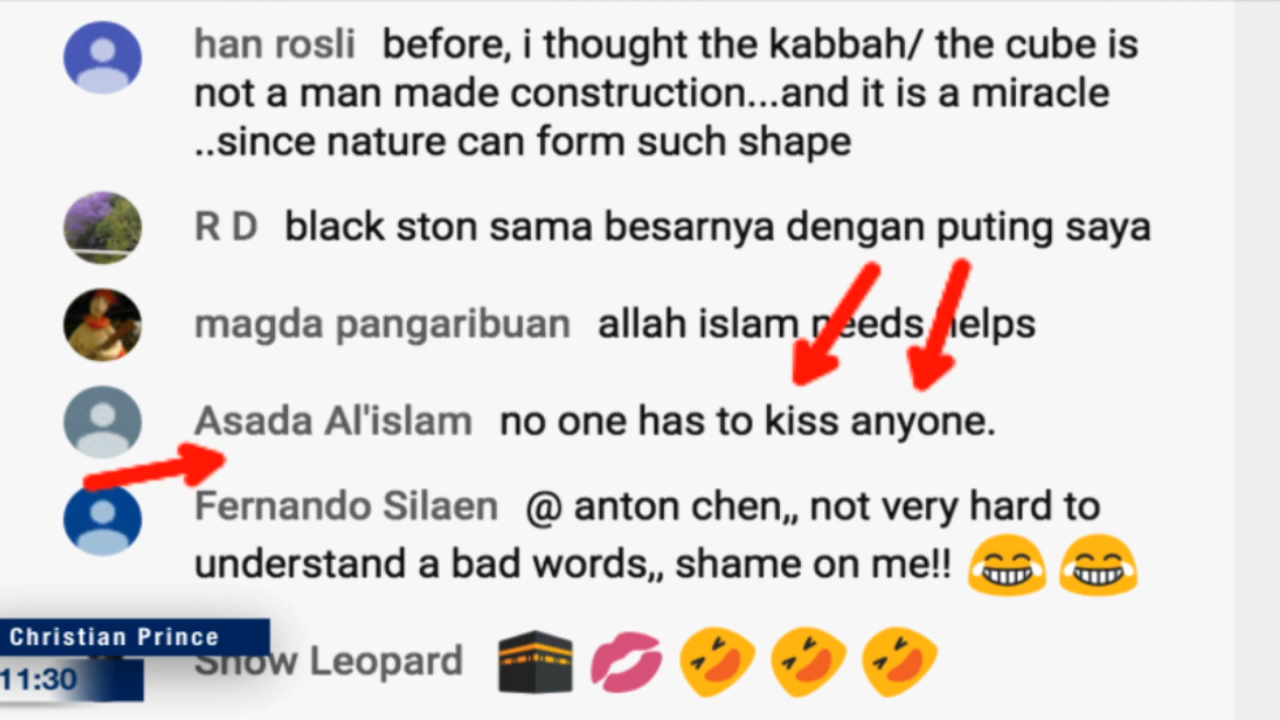 han rosli before, i thought the kabbah/ the cube is
not a man made construction...and it is a miracle
..since nature can form such shape
R D black ston sama besarnya dengan puting saya
magda pangaribuan allah islam needs helps
Asada Al'islam no one has to kiss anyone.
Fernando Silaen @ anton chen,, not very hard to
understand a bad words,, shame on me!! 😂 😂
Christian Prince
Snow Leopard 🕋 💋 🤣 🤣 🤣
11:30